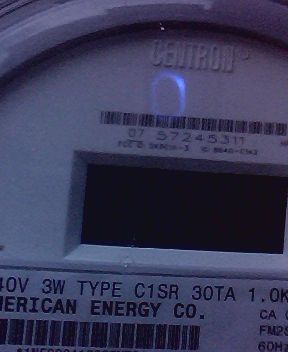 CENTRON
07 57245311
40V 3W TYPE C1SR 30TA 1.0K
MERICAN ENERGY CO.
CA
FM2S
60Hz